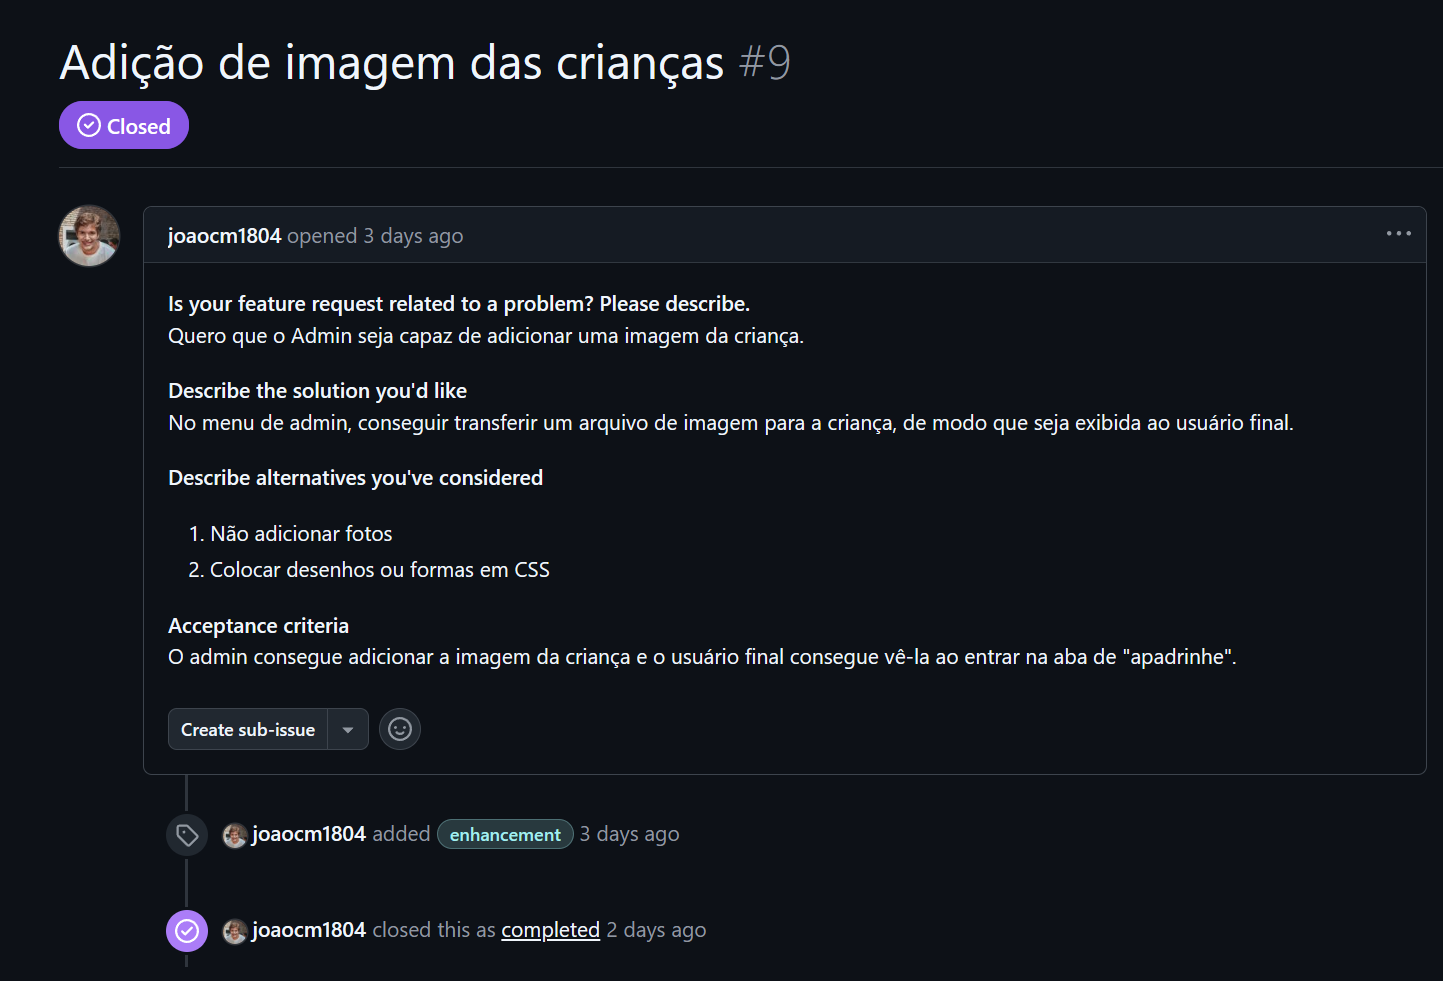 Adição de imagem das crianças #9
Closed
joaocm1804 opened 3 days ago
Is your feature request related to a problem? Please describe.
Quero que o Admin seja capaz de adicionar uma imagem da criança.
Describe the solution you'd like
No menu de admin, conseguir transferir um arquivo de imagem para a criança, de modo que seja exibida ao usuário final.
Describe alternatives you've considered
1. Não adicionar fotos
2. Colocar desenhos ou formas em CSS
Acceptance criteria
O admin consegue adicionar a imagem da criança e o usuário final consegue vê-la ao entrar na aba de "apadrinhe".
Create sub-issue
joaocm1804 added enhancement 3 days ago
joaocm1804 closed this as completed 2 days ago